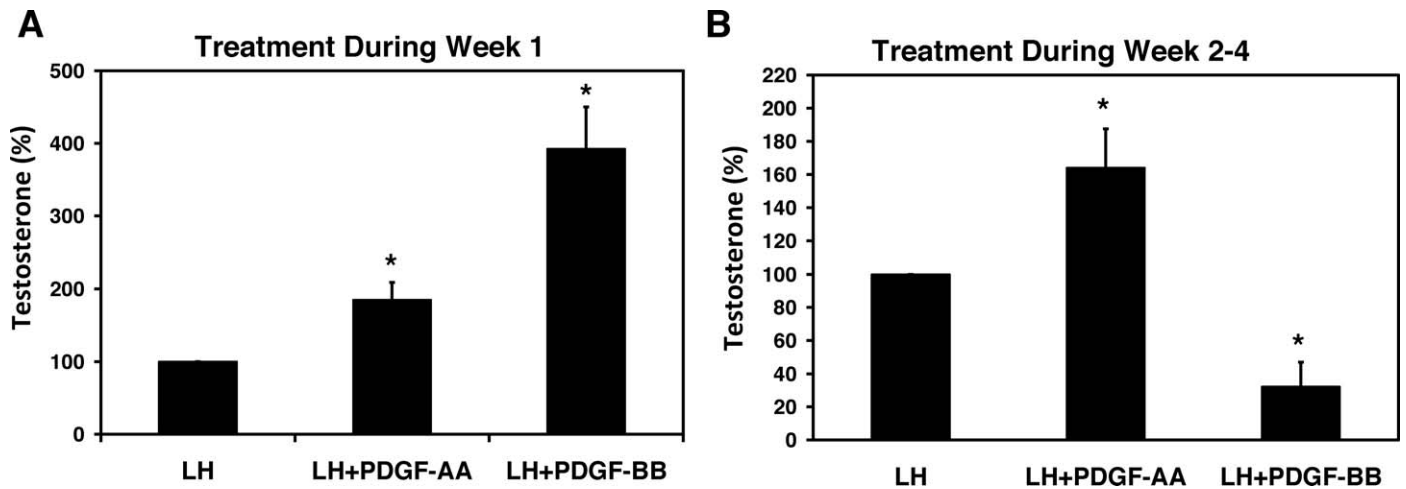 A
Treatment During Week 1
Testosterone (%)
500
400
300
200
100
0
*
*
LH
LH+PDGF-AA
LH+PDGF-BB
B
Treatment During Week 2-4
Testosterone (%)
220
200
180
160
140
120
100
80
60
40
20
0
*
*
LH
LH+PDGF-AA
LH+PDGF-BB